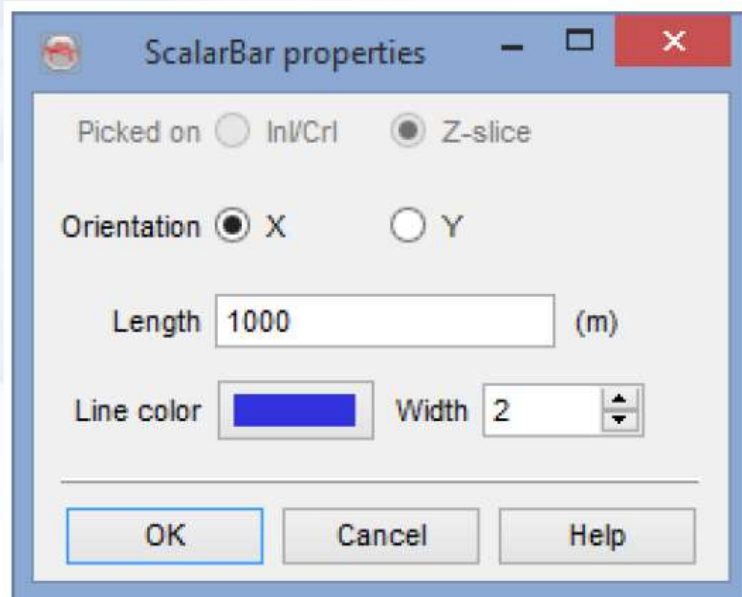 ScalarBar properties
Picked on Inl/Crl Z-slice
Orientation X Y
Length 1000 (m)
Line color Width 2
OK Cancel Help